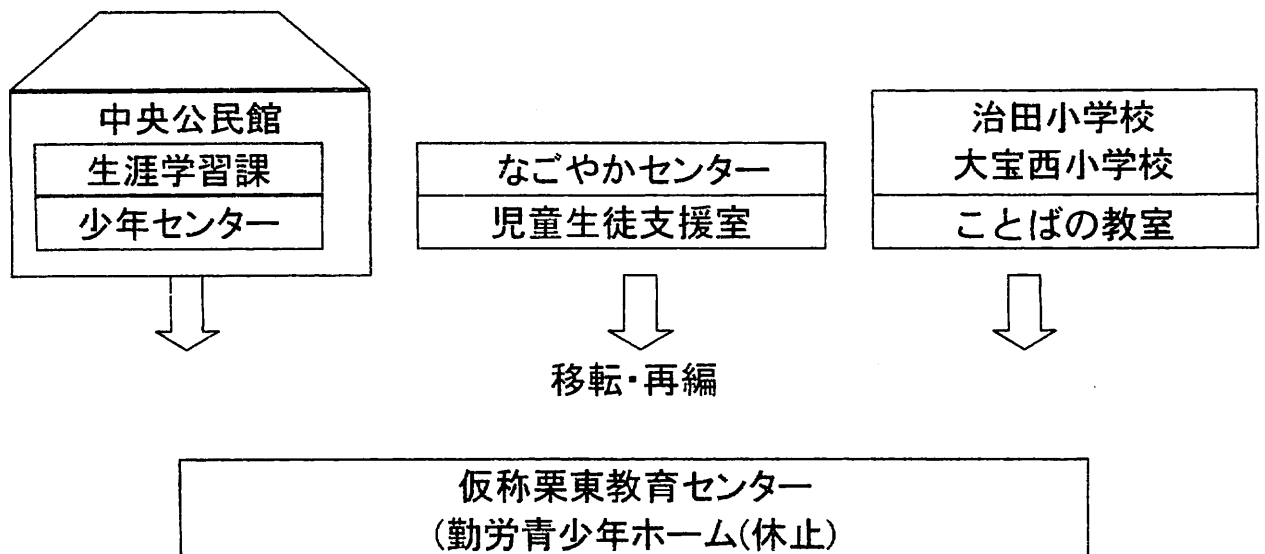 中央公民館
生涯学習課
少年センター
なごやかセンター
児童生徒支援室
治田小学校
大宝西小学校
ことばの教室
移転・再編
仮称栗東教育センター
(勤労青少年ホーム(休止)